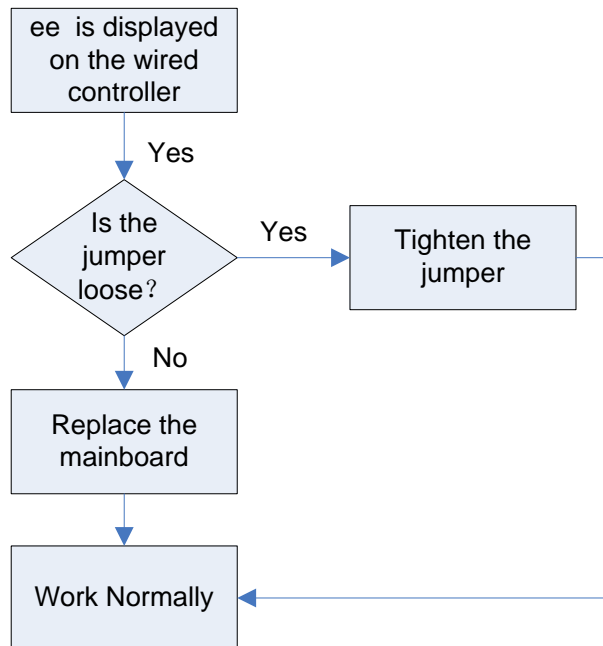 ee is displayed
on the wired
controller
Yes
Is the
jumper
loose？
Yes
Tighten the
jumper
No
Replace the
mainboard
Work Normally